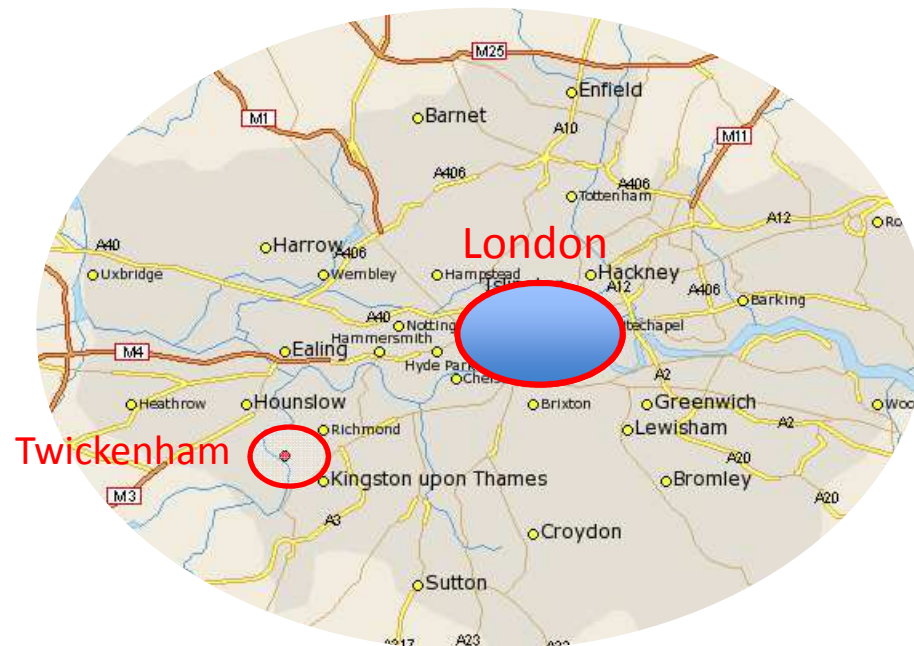 M25
Enfield
Barnet
M1
A10
M11
A406
A406
Tottenham
A12
London
A40
Harrow
A406
Uxbridge
Wembley
Hampstead
Hackney
A12
A406
Barking
A40
Hammersmith
M4
Ealing
Hyde
A2
Heathrow
Hounslow
Brixton
Greenwich
A2
Richmond
Lewisham
Twickenham
A20
Kingston upon Thames
Bromley
M3
A20
A3
Croydon
Sutton
A23